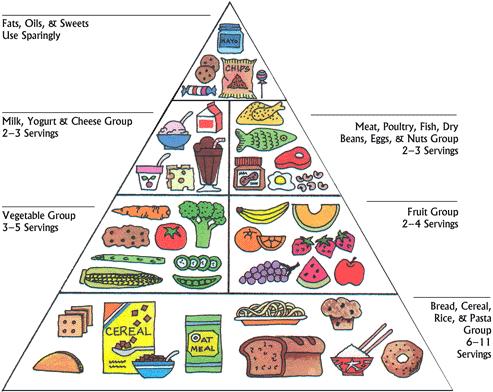 Fats, Oils, & Sweets
Use Sparingly
MAYO
CHIPS
Milk, Yogurt & Cheese Group
2–3 Servings
Meat, Poultry, Fish, Dry
Beans, Eggs, & Nuts Group
2–3 Servings
Vegetable Group
3–5 Servings
Fruit Group
2–4 Servings
Bread, Cereal,
Rice, & Pasta
Group
6–11
Servings
CEREAL
OAT
MEAL